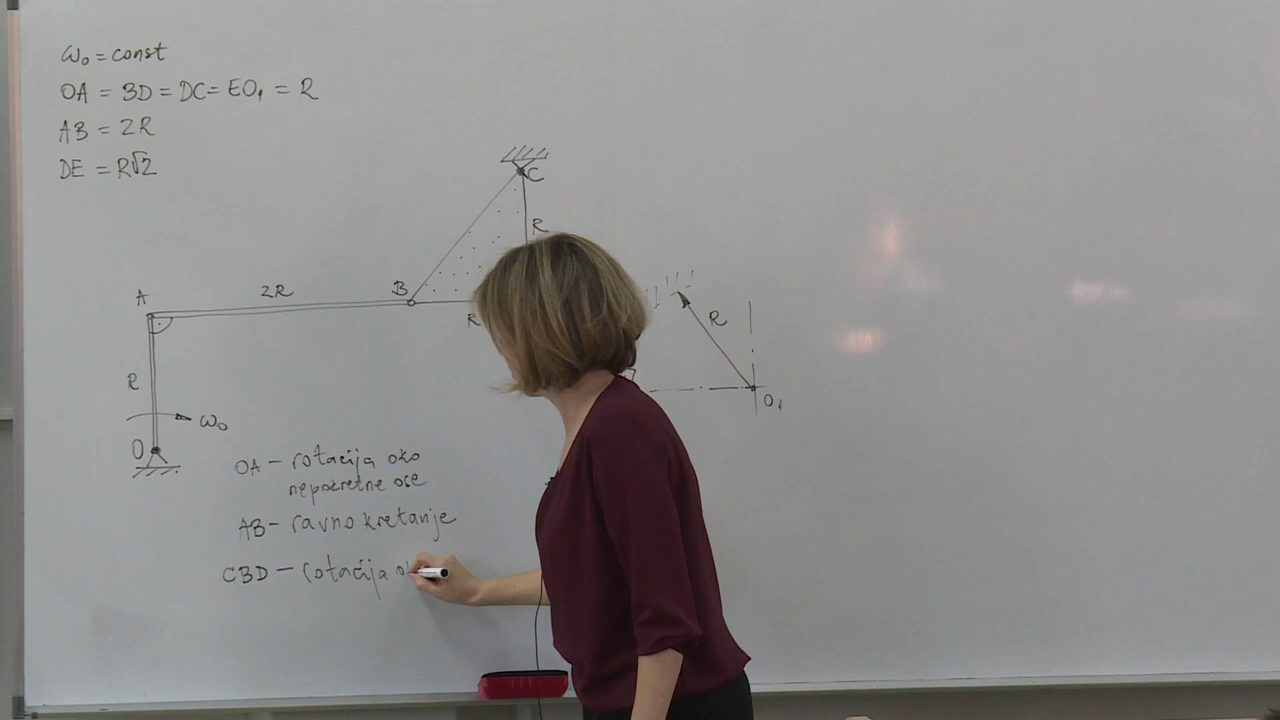 ω₀ = const
OA = BD = DC = EO₁ = R
AB = 2R
DE = R√2
C
R
A
2R
B
R
R
R
ω₀
O
O₁
OA – rotacija oko
nepokretne ose
AB – ravno kretanje
CBD – rotacija o